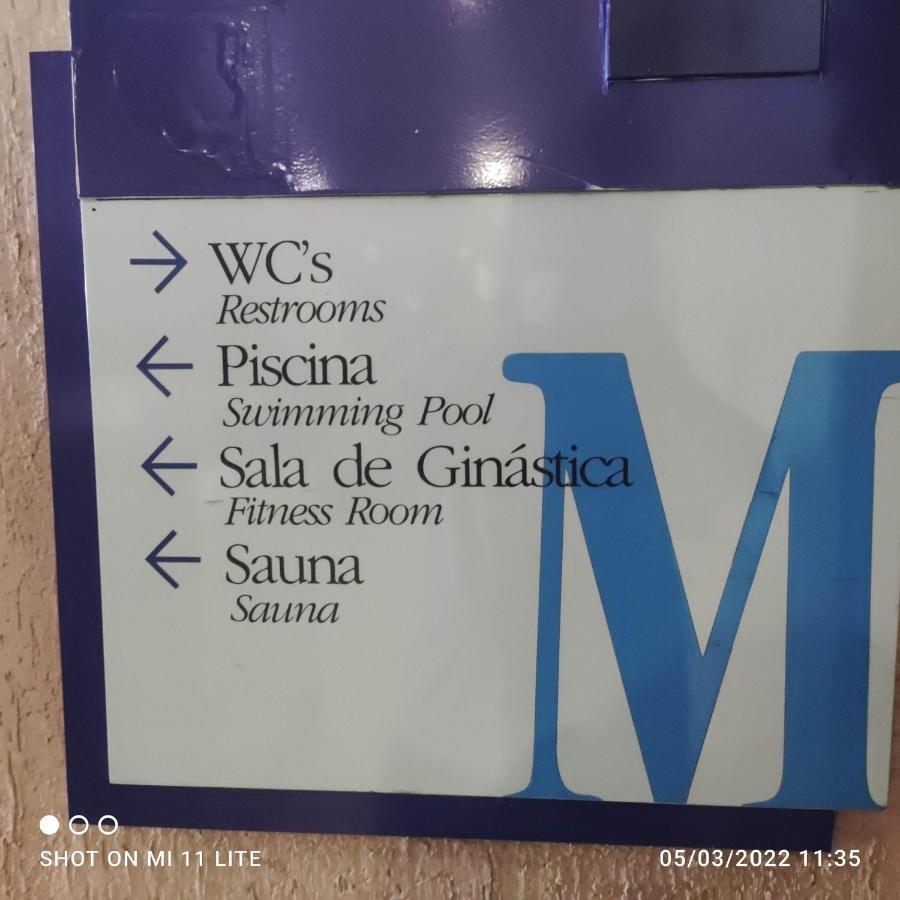 → WC's
Restrooms
← Piscina
Swimming Pool
← Sala de Ginástica
Fitness Room
← Sauna
Sauna
M
SHOT ON MI 11 LITE
05/03/2022 11:35